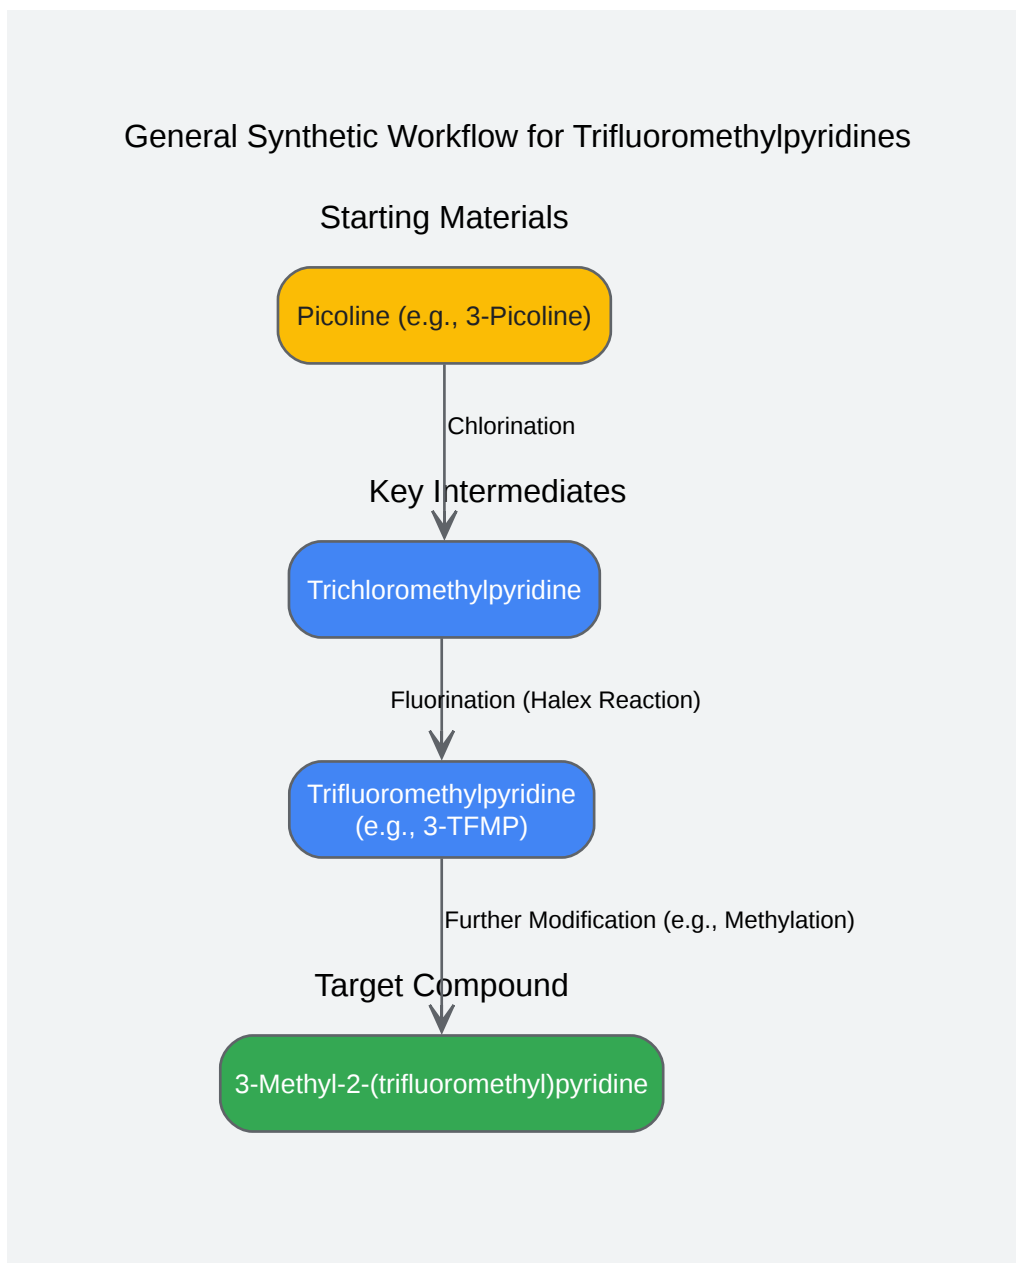 General Synthetic Workflow for Trifluoromethylpyridines
Starting Materials
Picoline (e.g., 3-Picoline)
Chlorination
Key Intermediates
Trichloromethylpyridine
Fluorination (Halex Reaction)
Trifluoromethylpyridine
(e.g., 3-TFMP)
Further Modification (e.g., Methylation)
Target Compound
3-Methyl-2-(trifluoromethyl)pyridine